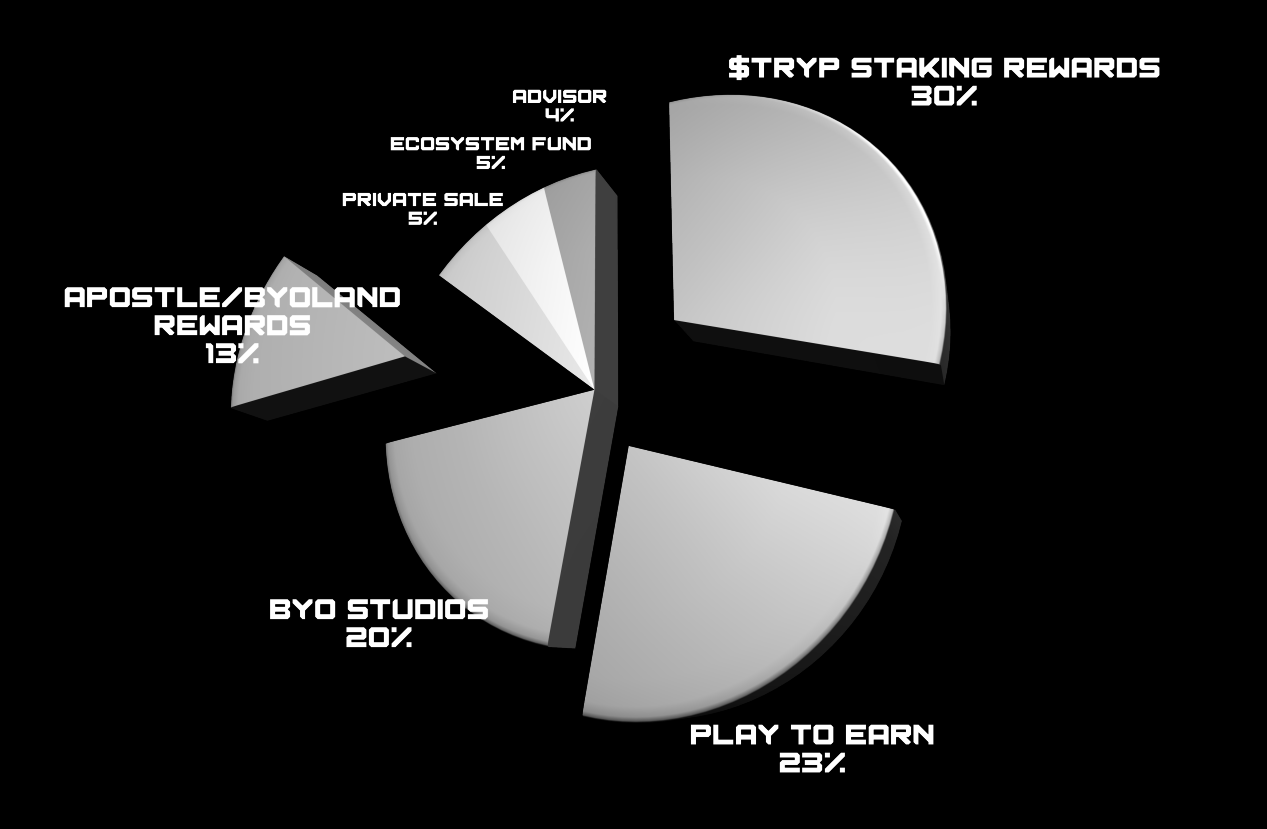 $TRYP STAKING REWARDS
30%
ADVISOR
4%
ECOSYSTEM FUND
5%
PRIVATE SALE
5%
APOSTLE/BYOLAND
REWARDS
13%
BYO STUDIOS
20%
PLAY TO EARN
23%